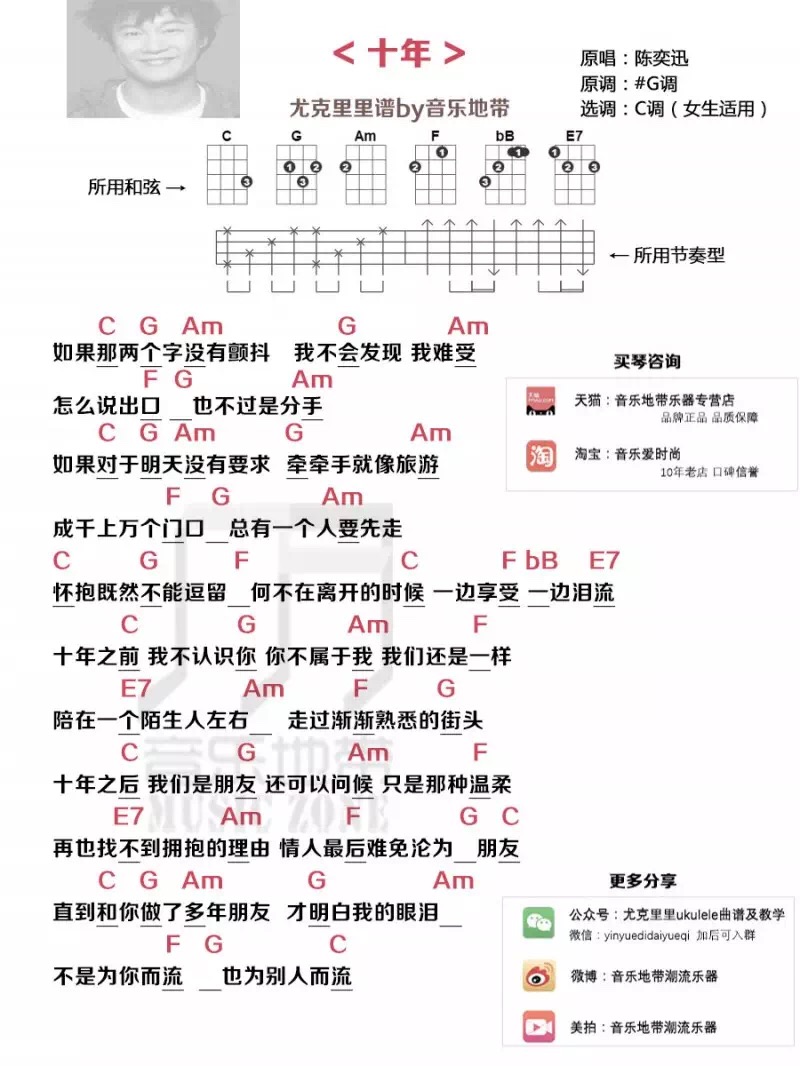 <十年>
原唱：陈奕迅
原调：#G调
选调：C调（女生适用）
尤克里里谱by音乐地带
C G Am F bB E7
所用和弦→
←所用节奏型
C G Am G Am
如果那两个字没有颤抖 我不会发现 我难受
F G Am
怎么说出口 __也不过是分手
C G Am G Am
如果对于明天没有要求 牵牵手就像旅游
F G Am
成千上万个门口__总有一个人要先走
C G F C F bB E7
怀抱既然不能逗留__何不在离开的时候 一边享受 一边泪流
C G Am F
十年之前 我不认识你 你不属于我 我们还是一样
E7 Am F G
陪在一个陌生人左右__ 走过渐渐熟悉的街头
C G Am F
十年之后 我们是朋友 还可以问候 只是那种温柔
E7 Am F G C
再也找不到拥抱的理由 情人最后难免沦为__朋友
C G Am G Am
直到和你做了多年朋友 才明白我的眼泪__
F G C
不是为你而流 __也为别人而流
买琴咨询
天猫
天猫：音乐地带乐器专营店
品牌正品 品质保障
淘
淘宝：音乐爱时尚
10年老店 口碑信誉
更多分享
公众号：尤克里里ukulele曲谱及教学
微信：yinyuedidaiyueqi 加后可入群
微博：音乐地带潮流乐器
美拍：音乐地带潮流乐器
音乐地带
MUSIC ZONE